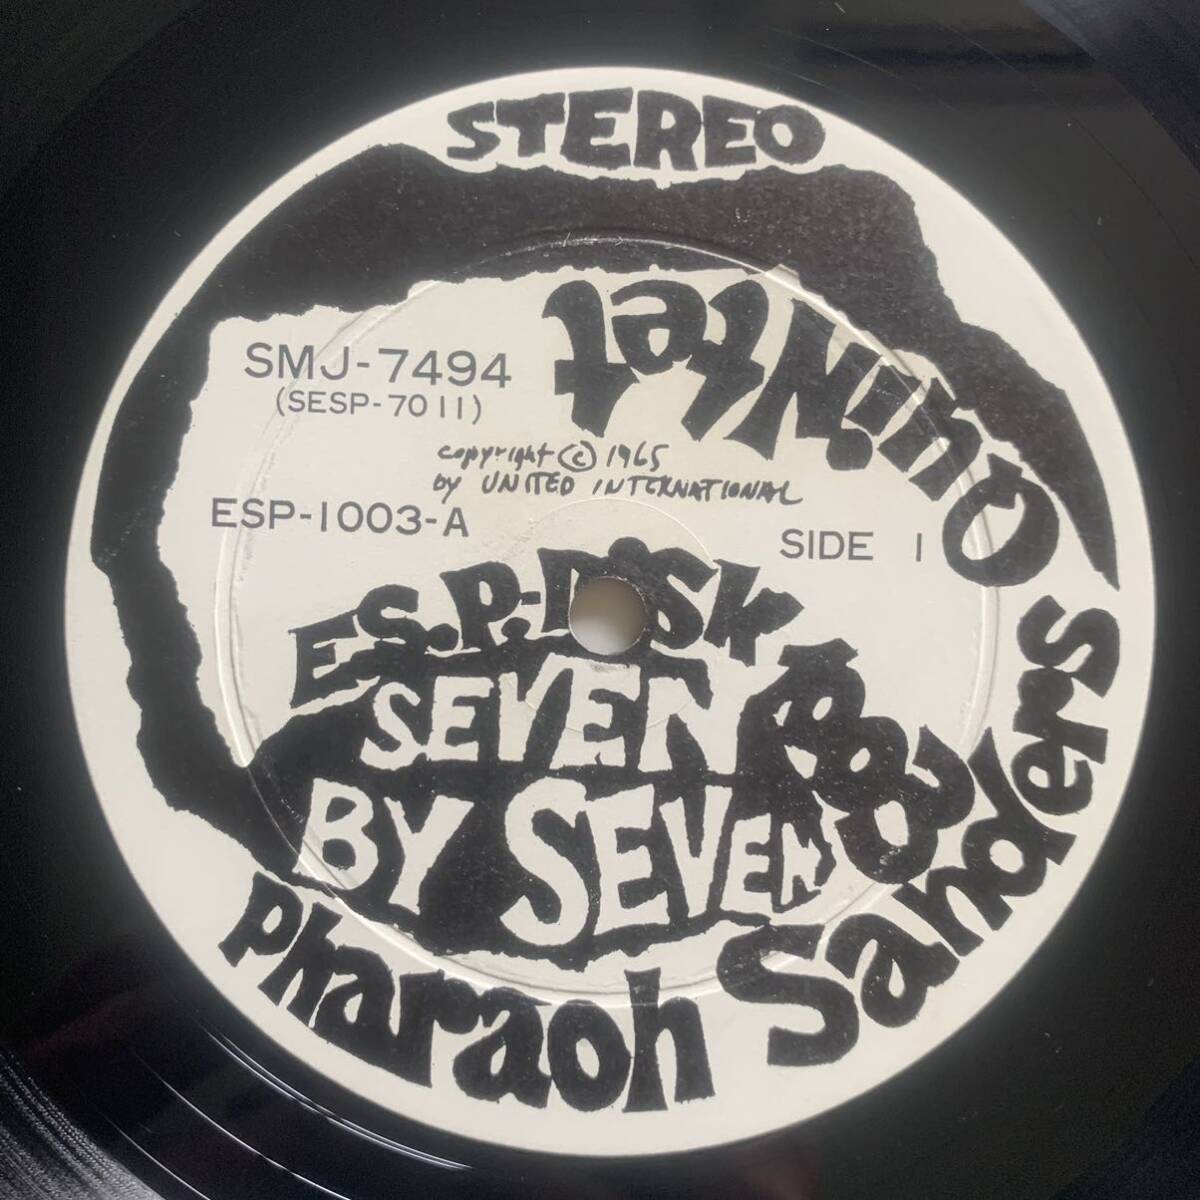 STEREO
QuiNtet
SMJ-7494
(SESP-7011)
copyright © 1965
by UNITED INTERNATIONAL
ESP-1003-A
SIDE 1
E.S.P.-DiSk
SEVEN
BY SEVEN
Pharaoh Sanders